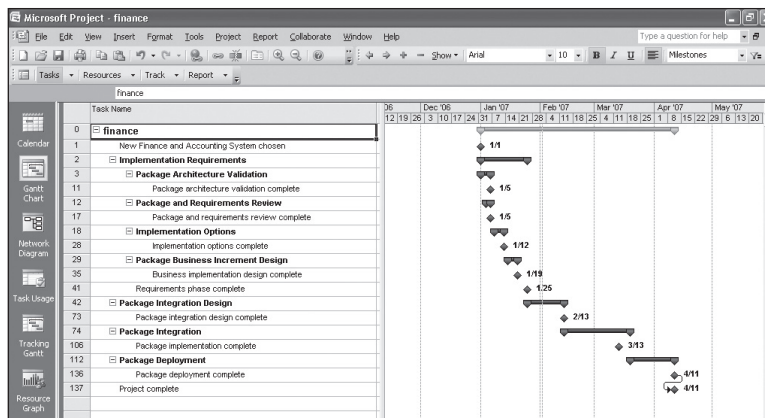 Microsoft Project - finance
File Edit View Insert Format Tools Project Report Collaborate Window Help
Type a question for help
Show Arial 10 B I U Milestones
Tasks Resources Track Report
finance
Task Name
06 Dec '06 Jan '07 Feb '07 Mar '07 Apr '07 May '07
12 19 26 3 10 17 24 31 7 14 21 28 4 11 18 25 4 11 18 25 1 8 15 22 29 6 13 20
0 finance
1 New Finance and Accounting System chosen 1/1
Calendar
2 Implementation Requirements
3 Package Architecture Validation
11 Package architecture validation complete 1/5
Gantt Chart
12 Package and Requirements Review
17 Package and requirements review complete 1/5
18 Implementation Options
28 Implementation options complete 1/12
Network Diagram
29 Package Business Increment Design
35 Business implementation design complete 1/19
41 Requirements phase complete 1.25
Task Usage
42 Package Integration Design
73 Package integration design complete 2/13
74 Package Integration
106 Package implementation complete 3/13
Tracking Gantt
112 Package Deployment
136 Package deployment complete 4/11
137 Project complete 4/11
Resource Graph